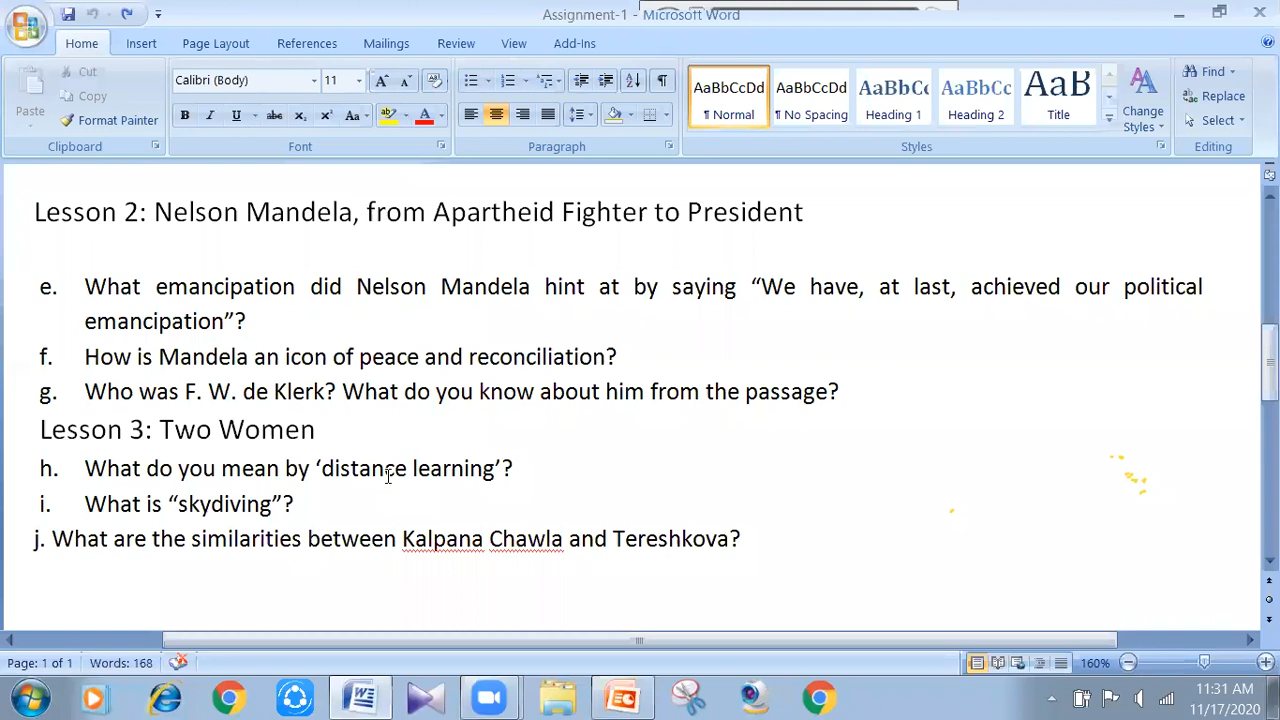 Assignment-1 - Microsoft Word
Home Insert Page Layout References Mailings Review View Add-Ins
Paste
Cut
Copy
Format Painter
Clipboard
Calibri (Body) 11
B I U abc x₂ x² Aa
Font
Paragraph
AaBbCcDd AaBbCcDd AaBbCc AaBbCc AaB
¶ Normal ¶ No Spacing Heading 1 Heading 2 Title
Change Styles
Styles
Find
Replace
Select
Editing
Lesson 2: Nelson Mandela, from Apartheid Fighter to President
e. What emancipation did Nelson Mandela hint at by saying “We have, at last, achieved our political
emancipation”?
f. How is Mandela an icon of peace and reconciliation?
g. Who was F. W. de Klerk? What do you know about him from the passage?
Lesson 3: Two Women
h. What do you mean by ‘distance learning’?
i. What is “skydiving”?
j. What are the similarities between Kalpana Chawla and Tereshkova?
Page: 1 of 1 Words: 168 160%
11:31 AM
11/17/2020